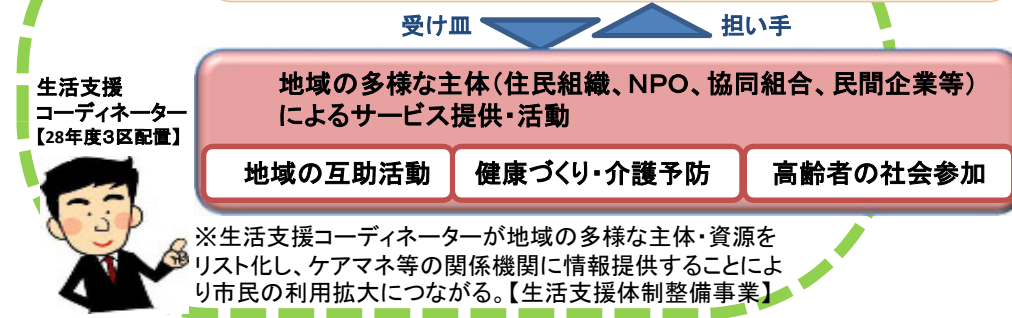 受け皿
担い手
生活支援
コーディネーター
【28年度3区配置】
地域の多様な主体(住民組織、NPO、協同組合、民間企業等)
によるサービス提供・活動
地域の互助活動
健康づくり・介護予防
高齢者の社会参加
※生活支援コーディネーターが地域の多様な主体・資源を
リスト化し、ケアマネ等の関係機関に情報提供することによ
り市民の利用拡大につながる。【生活支援体制整備事業】